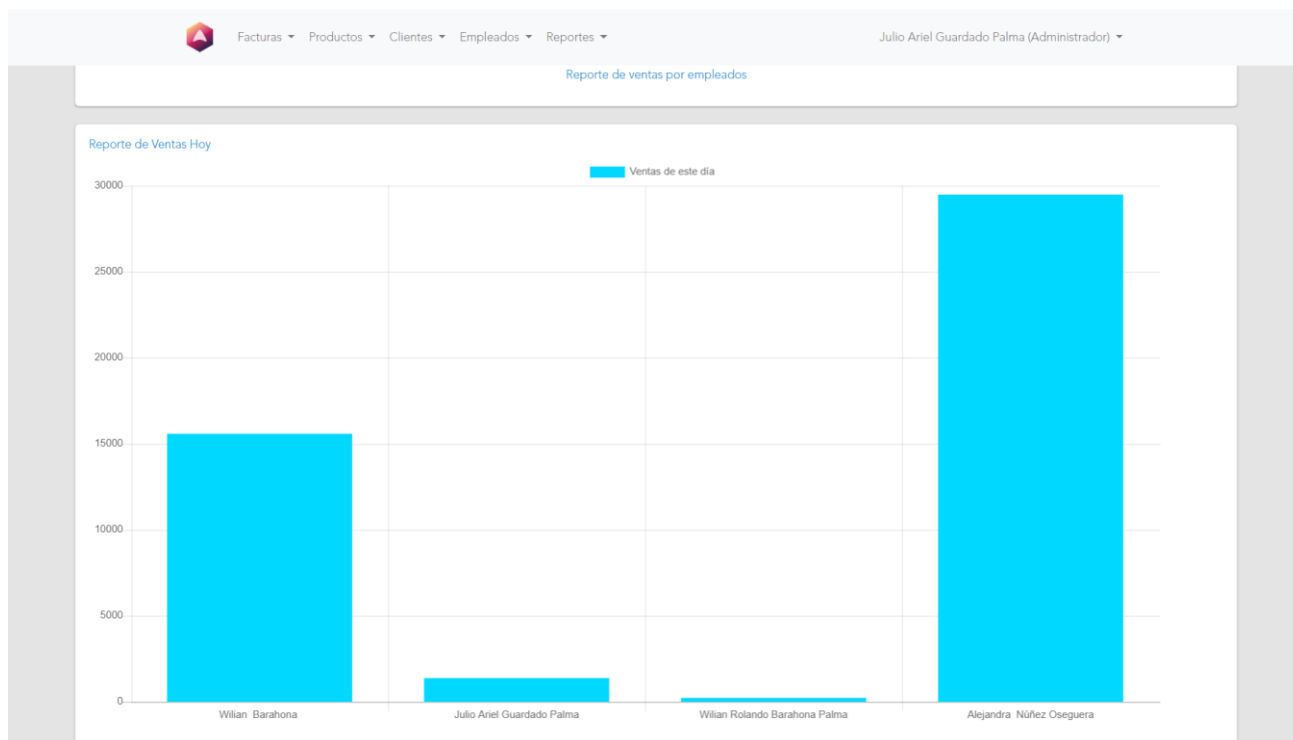 Facturas Productos Clientes Empleados Reportes Julio Ariel Guardado Palma (Administrador)
Reporte de ventas por empleados
Reporte de Ventas Hoy
Ventas de este día
30000
25000
20000
15000
10000
5000
0
Wilian Barahona Julio Ariel Guardado Palma Wilian Rolando Barahona Palma Alejandra Núñez Oseguera